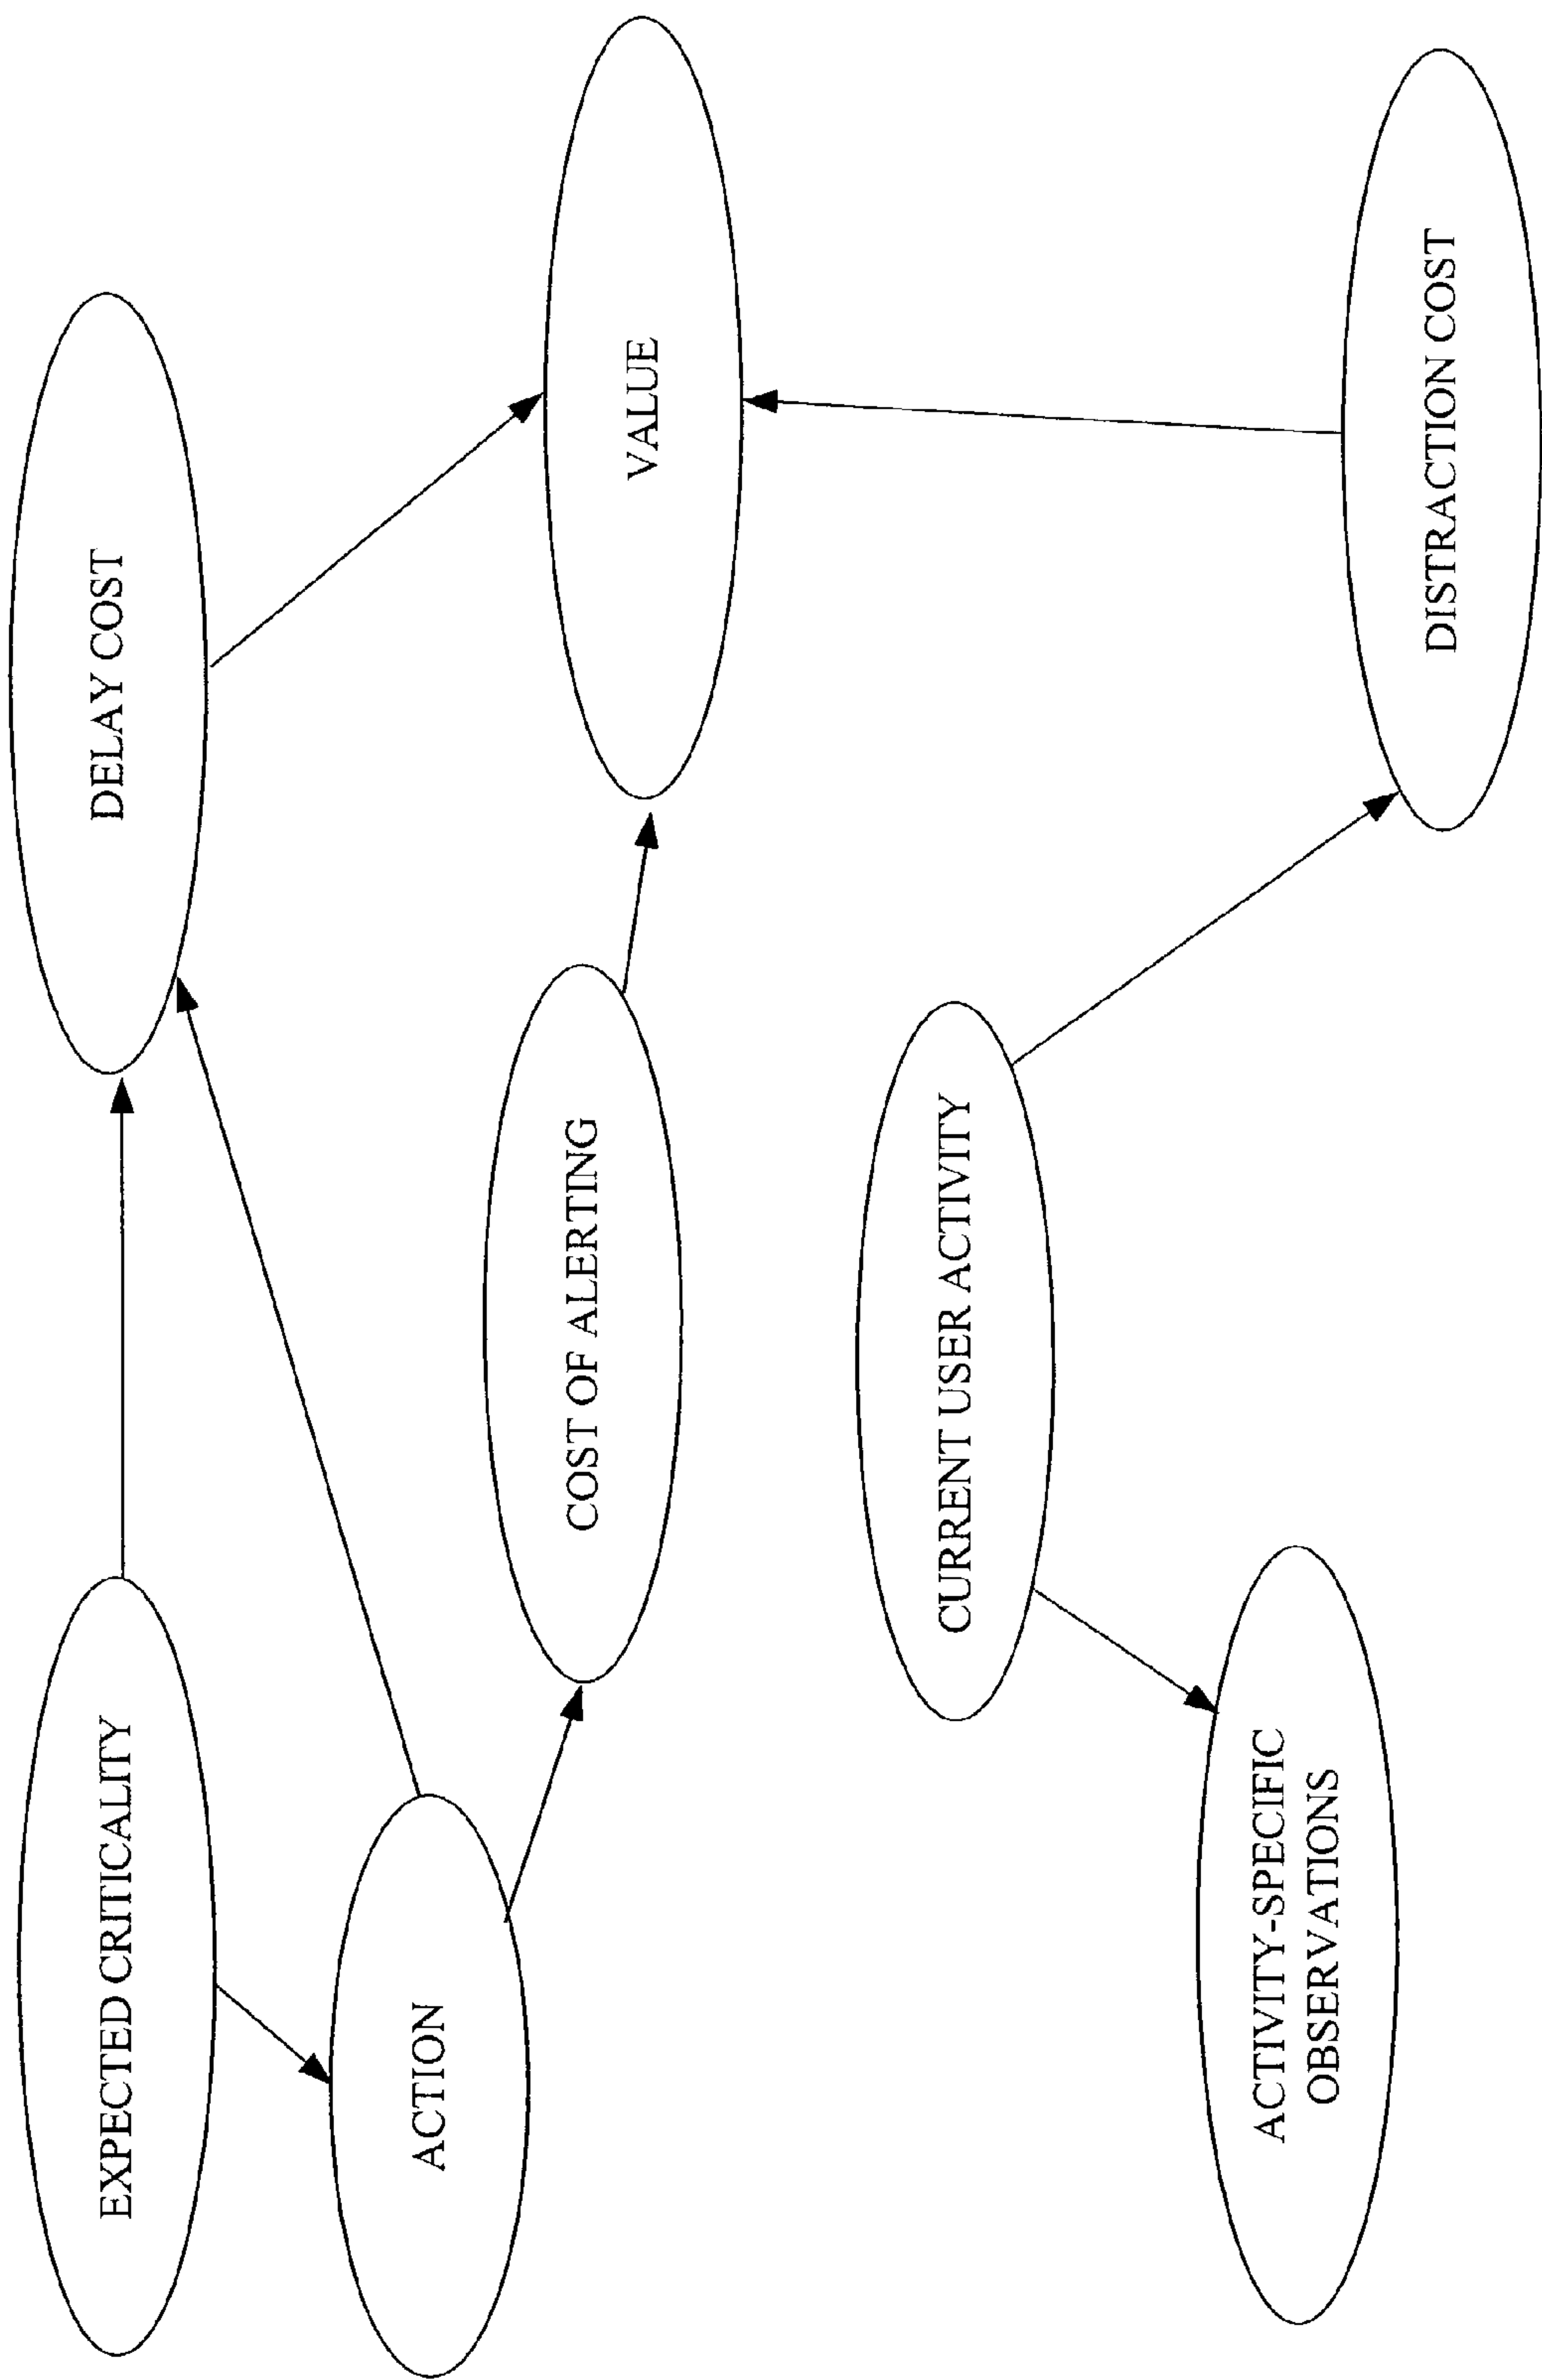 EXPECTED CRITICALITY
DELAY COST
ACTION
COST OF ALERTING
VALUE
CURRENT USER ACTIVITY
ACTIVITY-SPECIFIC
OBSERVATIONS
DISTRACTION COST